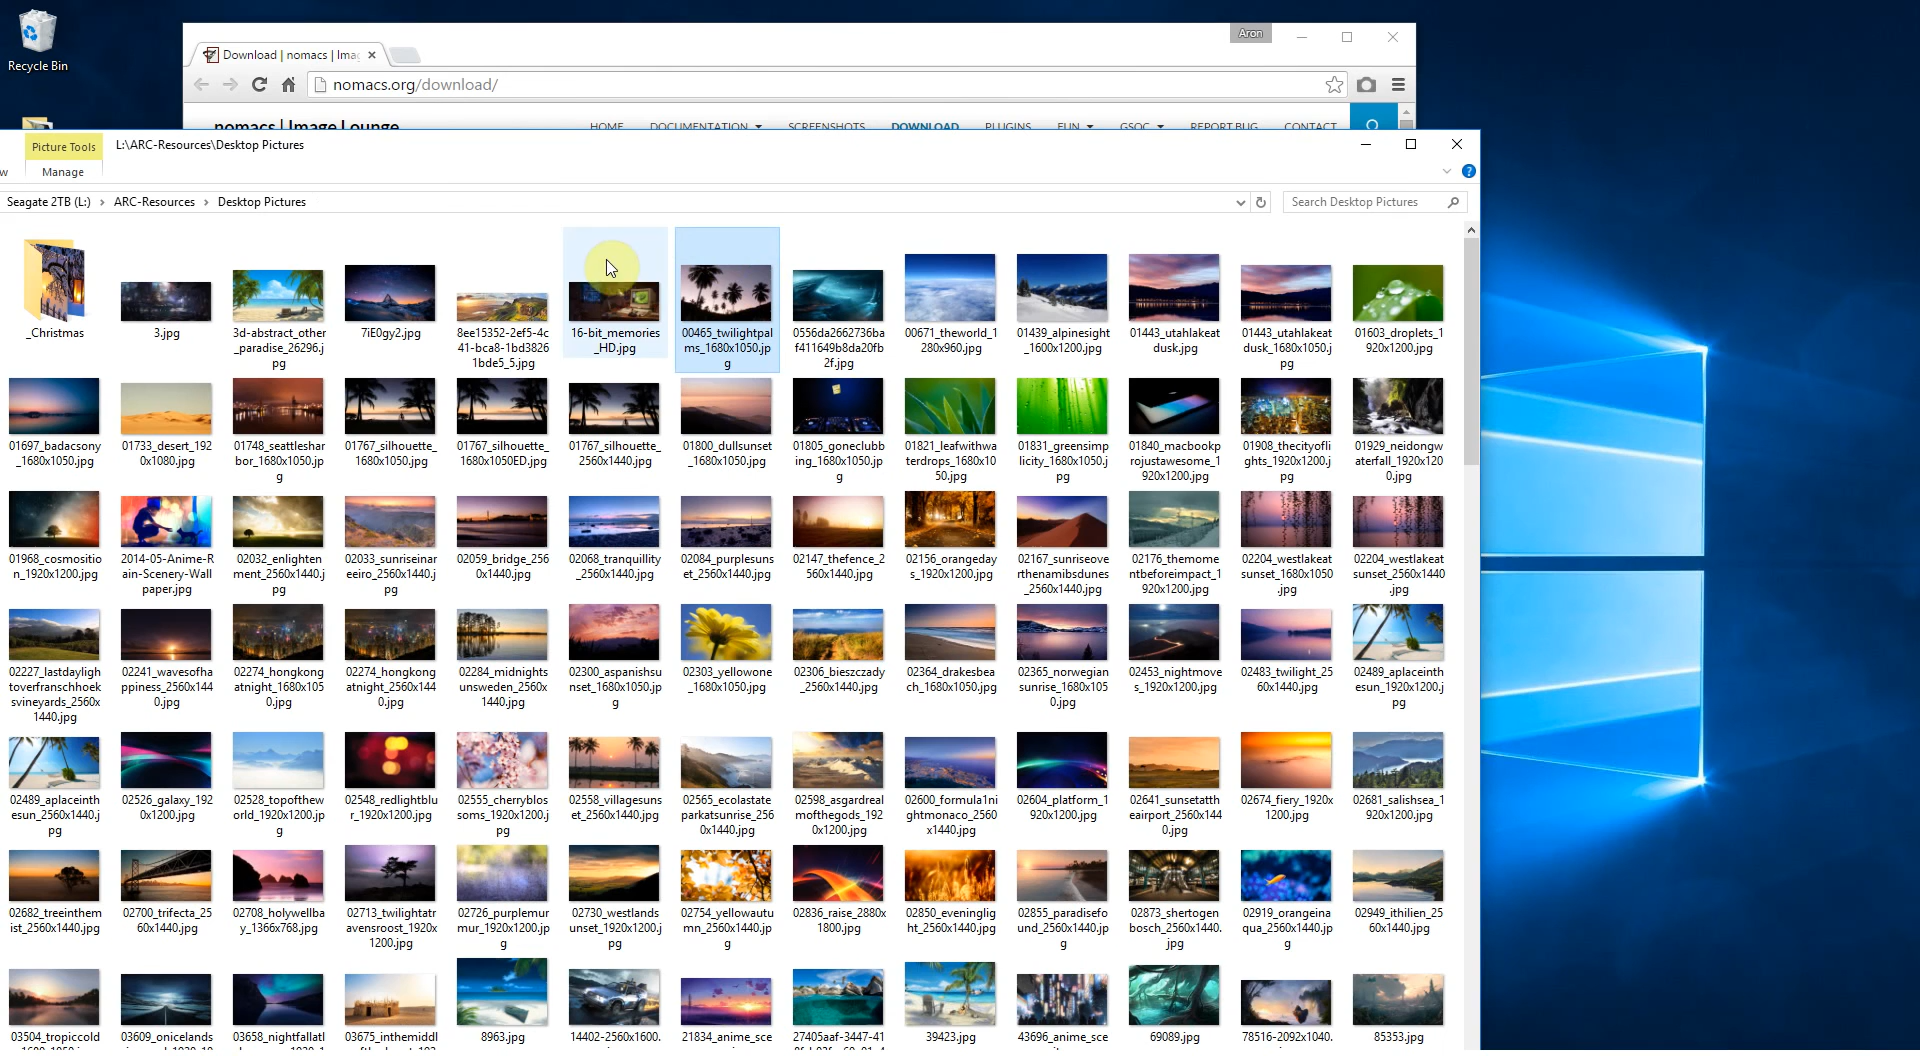 Recycle Bin
Aron
Download | nomacs | Ima
nomacs.org/download/
nomacs | Image Lounge
HOME DOCUMENTATION SCREENSHOTS DOWNLOAD PLUGINS FUN GSOC REPORT BUG CONTACT
Picture Tools
L:\ARC-Resources\Desktop Pictures
w
Manage
Seagate 2TB (L:) › ARC-Resources › Desktop Pictures
Search Desktop Pictures
_Christmas
3.jpg
3d-abstract_other
_paradise_26296.j
pg
7iE0gy2.jpg
8ee15352-2ef5-4c
41-bca8-1bd3826
1bde5_5.jpg
16-bit_memories
_HD.jpg
00465_twilightpal
ms_1680x1050.jp
g
0556da2662736ba
f411649b8da20fb
2f.jpg
00671_theworld_1
280x960.jpg
01439_alpinesight
_1600x1200.jpg
01443_utahlakeat
dusk.jpg
01443_utahlakeat
dusk_1680x1050.j
pg
01603_droplets_1
920x1200.jpg
01697_badacsony
_1680x1050.jpg
01733_desert_192
0x1080.jpg
01748_seattleshar
bor_1680x1050.jp
g
01767_silhouette_
1680x1050.jpg
01767_silhouette_
1680x1050ED.jpg
01767_silhouette_
2560x1440.jpg
01800_dullsunset
_1680x1050.jpg
01805_goneclubb
ing_1680x1050.jp
g
01821_leafwithwa
terdrops_1680x10
50.jpg
01831_greensimp
licity_1680x1050.j
pg
01840_macbookp
rojustawesome_1
920x1200.jpg
01908_thecityofli
ghts_1920x1200.j
pg
01929_neidongw
aterfall_1920x120
0.jpg
01968_cosmositio
n_1920x1200.jpg
2014-05-Anime-R
ain-Scenery-Wall
paper.jpg
02032_enlighten
ment_2560x1440.j
pg
02033_sunriseinar
eeiro_2560x1440.j
pg
02059_bridge_256
0x1440.jpg
02068_tranquillity
_2560x1440.jpg
02084_purplesuns
et_2560x1440.jpg
02147_thefence_2
560x1440.jpg
02156_orangeday
s_1920x1200.jpg
02167_sunriseove
rthenamibsdunes
_2560x1440.jpg
02176_themome
ntbeforeimpact_1
920x1200.jpg
02204_westlakeat
sunset_1680x1050
.jpg
02204_westlakeat
sunset_2560x1440
.jpg
02227_lastdayligh
toverfranschhoek
svineyards_2560x
1440.jpg
02241_wavesofha
ppiness_2560x144
0.jpg
02274_hongkong
atnight_1680x105
0.jpg
02274_hongkong
atnight_2560x144
0.jpg
02284_midnights
unsweden_2560x
1440.jpg
02300_aspanishsu
nset_1680x1050.jp
g
02303_yellowone
_1680x1050.jpg
02306_bieszczady
_2560x1440.jpg
02364_drakesbea
ch_1680x1050.jpg
02365_norwegian
sunrise_1680x105
0.jpg
02453_nightmove
s_1920x1200.jpg
02483_twilight_25
60x1440.jpg
02489_aplaceinth
esun_1920x1200.j
pg
02489_aplaceinth
esun_2560x1440.j
pg
02526_galaxy_192
0x1200.jpg
02528_topofthew
orld_1920x1200.jp
g
02548_redlightblu
r_1920x1200.jpg
02555_cherryblos
soms_1920x1200.j
pg
02558_villagesuns
et_2560x1440.jpg
02565_ecolastate
parkatsunrise_256
0x1440.jpg
02598_asgardreal
mofthegods_192
0x1200.jpg
02600_formula1ni
ghtmonaco_2560
x1440.jpg
02604_platform_1
920x1200.jpg
02641_sunsetatth
eairport_2560x144
0.jpg
02674_fiery_1920x
1200.jpg
02681_salishsea_1
920x1200.jpg
02682_treeinthem
ist_2560x1440.jpg
02700_trifecta_25
60x1440.jpg
02708_holywellba
y_1366x768.jpg
02713_twilightatr
avensroost_1920x
1200.jpg
02726_purplemur
mur_1920x1200.jp
g
02730_westlands
unset_1920x1200.j
pg
02754_yellowautu
mn_2560x1440.jp
g
02836_raise_2880x
1800.jpg
02850_eveninglig
ht_2560x1440.jpg
02855_paradisefo
und_2560x1440.jp
g
02873_shertogen
bosch_2560x1440.
jpg
02919_orangeina
qua_2560x1440.jp
g
02949_ithilien_25
60x1440.jpg
03504_tropiccold
03609_onicelands
03658_nightfallatl
03675_inthemiddl
8963.jpg
14402-2560x1600.
21834_anime_sce
27405aaf-3447-41
39423.jpg
43696_anime_sce
69089.jpg
78516-2092x1040.
85353.jpg